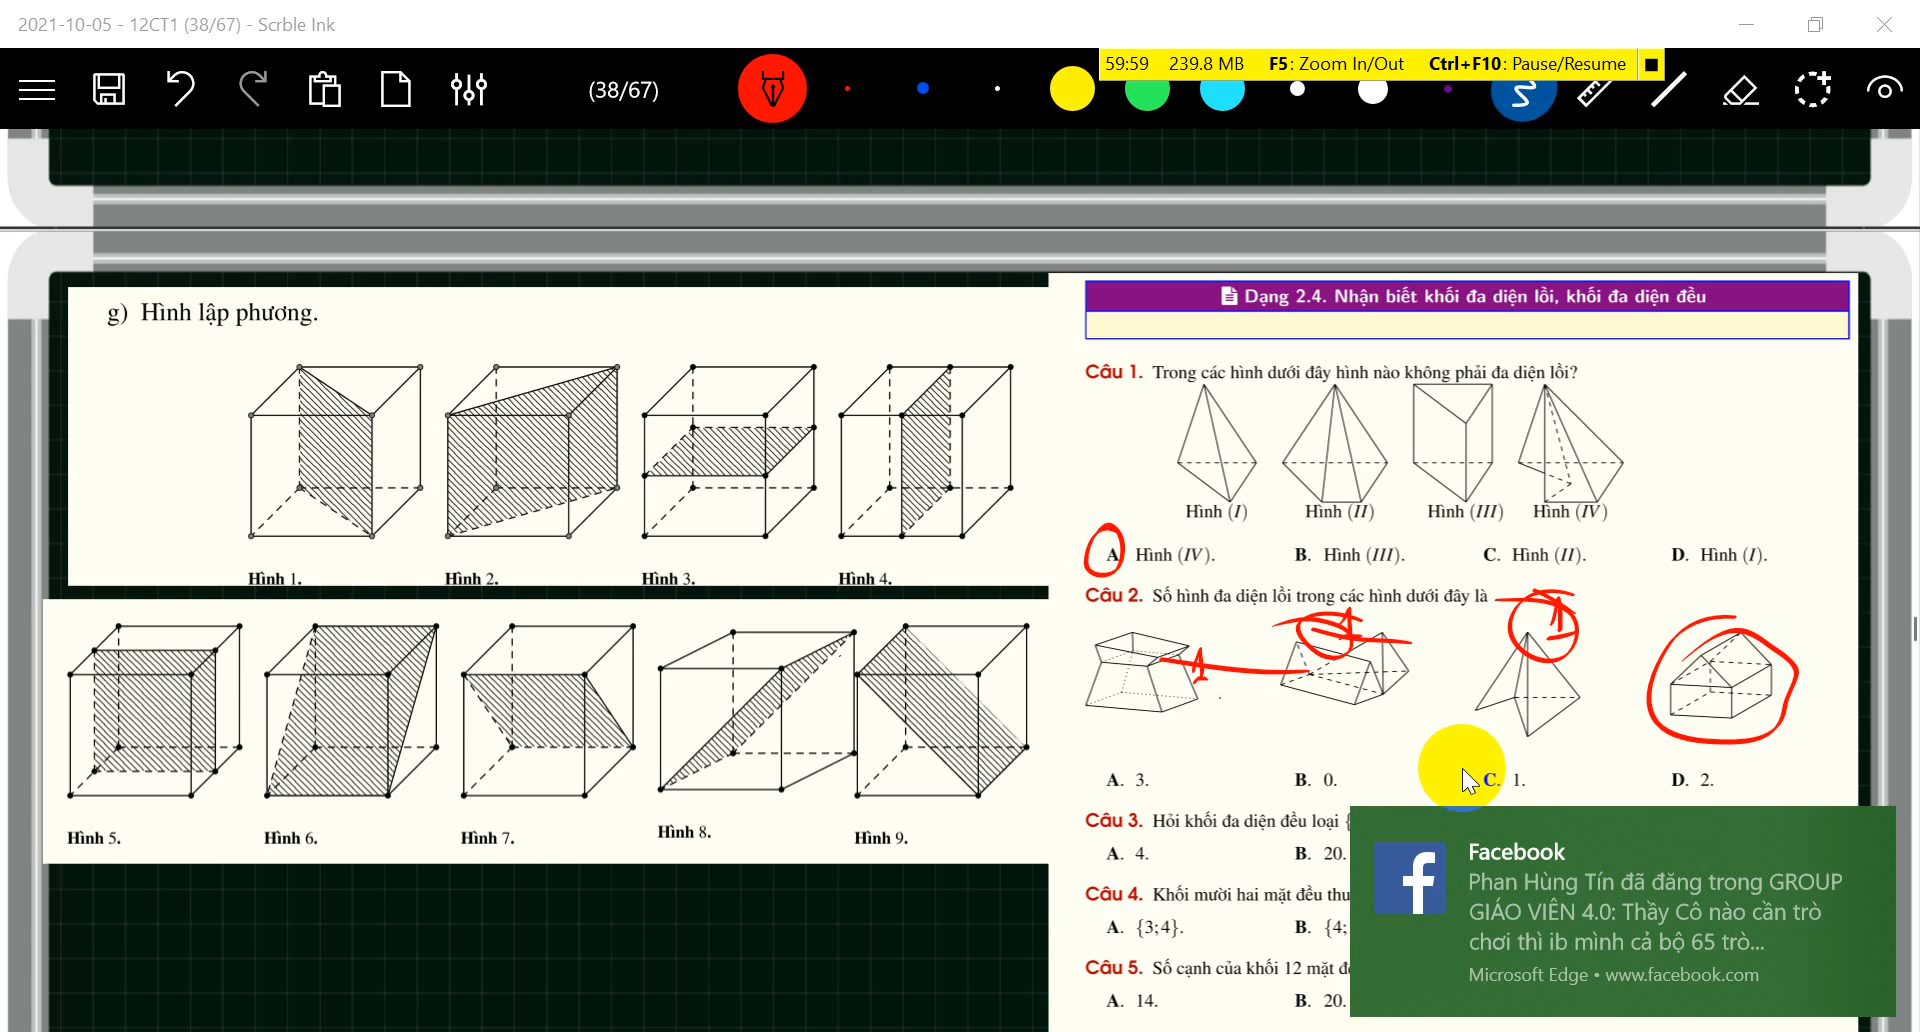 2021-10-05 - 12CT1 (38/67) - Scrble Ink
59:59 239.8 MB F5: Zoom In/Out Ctrl+F10: Pause/Resume
(38/67)
g) Hình lập phương.
Hình 1. Hình 2. Hình 3. Hình 4.
Hình 5. Hình 6. Hình 7. Hình 8. Hình 9.
Dạng 2.4. Nhận biết khối đa diện lồi, khối đa diện đều
Câu 1. Trong các hình dưới đây hình nào không phải đa diện lồi?
Hình (I) Hình (II) Hình (III) Hình (IV)
A Hình (IV). B. Hình (III). C. Hình (II). D. Hình (I).
Câu 2. Số hình đa diện lồi trong các hình dưới đây là
A. 3. B. 0. C. 1. D. 2.
Câu 3. Hỏi khối đa diện đều loại {
A. 4. B. 20.
Câu 4. Khối mười hai mặt đều thu
A. {3;4}. B. {4;
Câu 5. Số cạnh của khối 12 mặt đ
A. 14. B. 20.
Facebook
Phan Hùng Tín đã đăng trong GROUP
GIÁO VIÊN 4.0: Thầy Cô nào cần trò
chơi thì ib mình cả bộ 65 trò...
Microsoft Edge • www.facebook.com